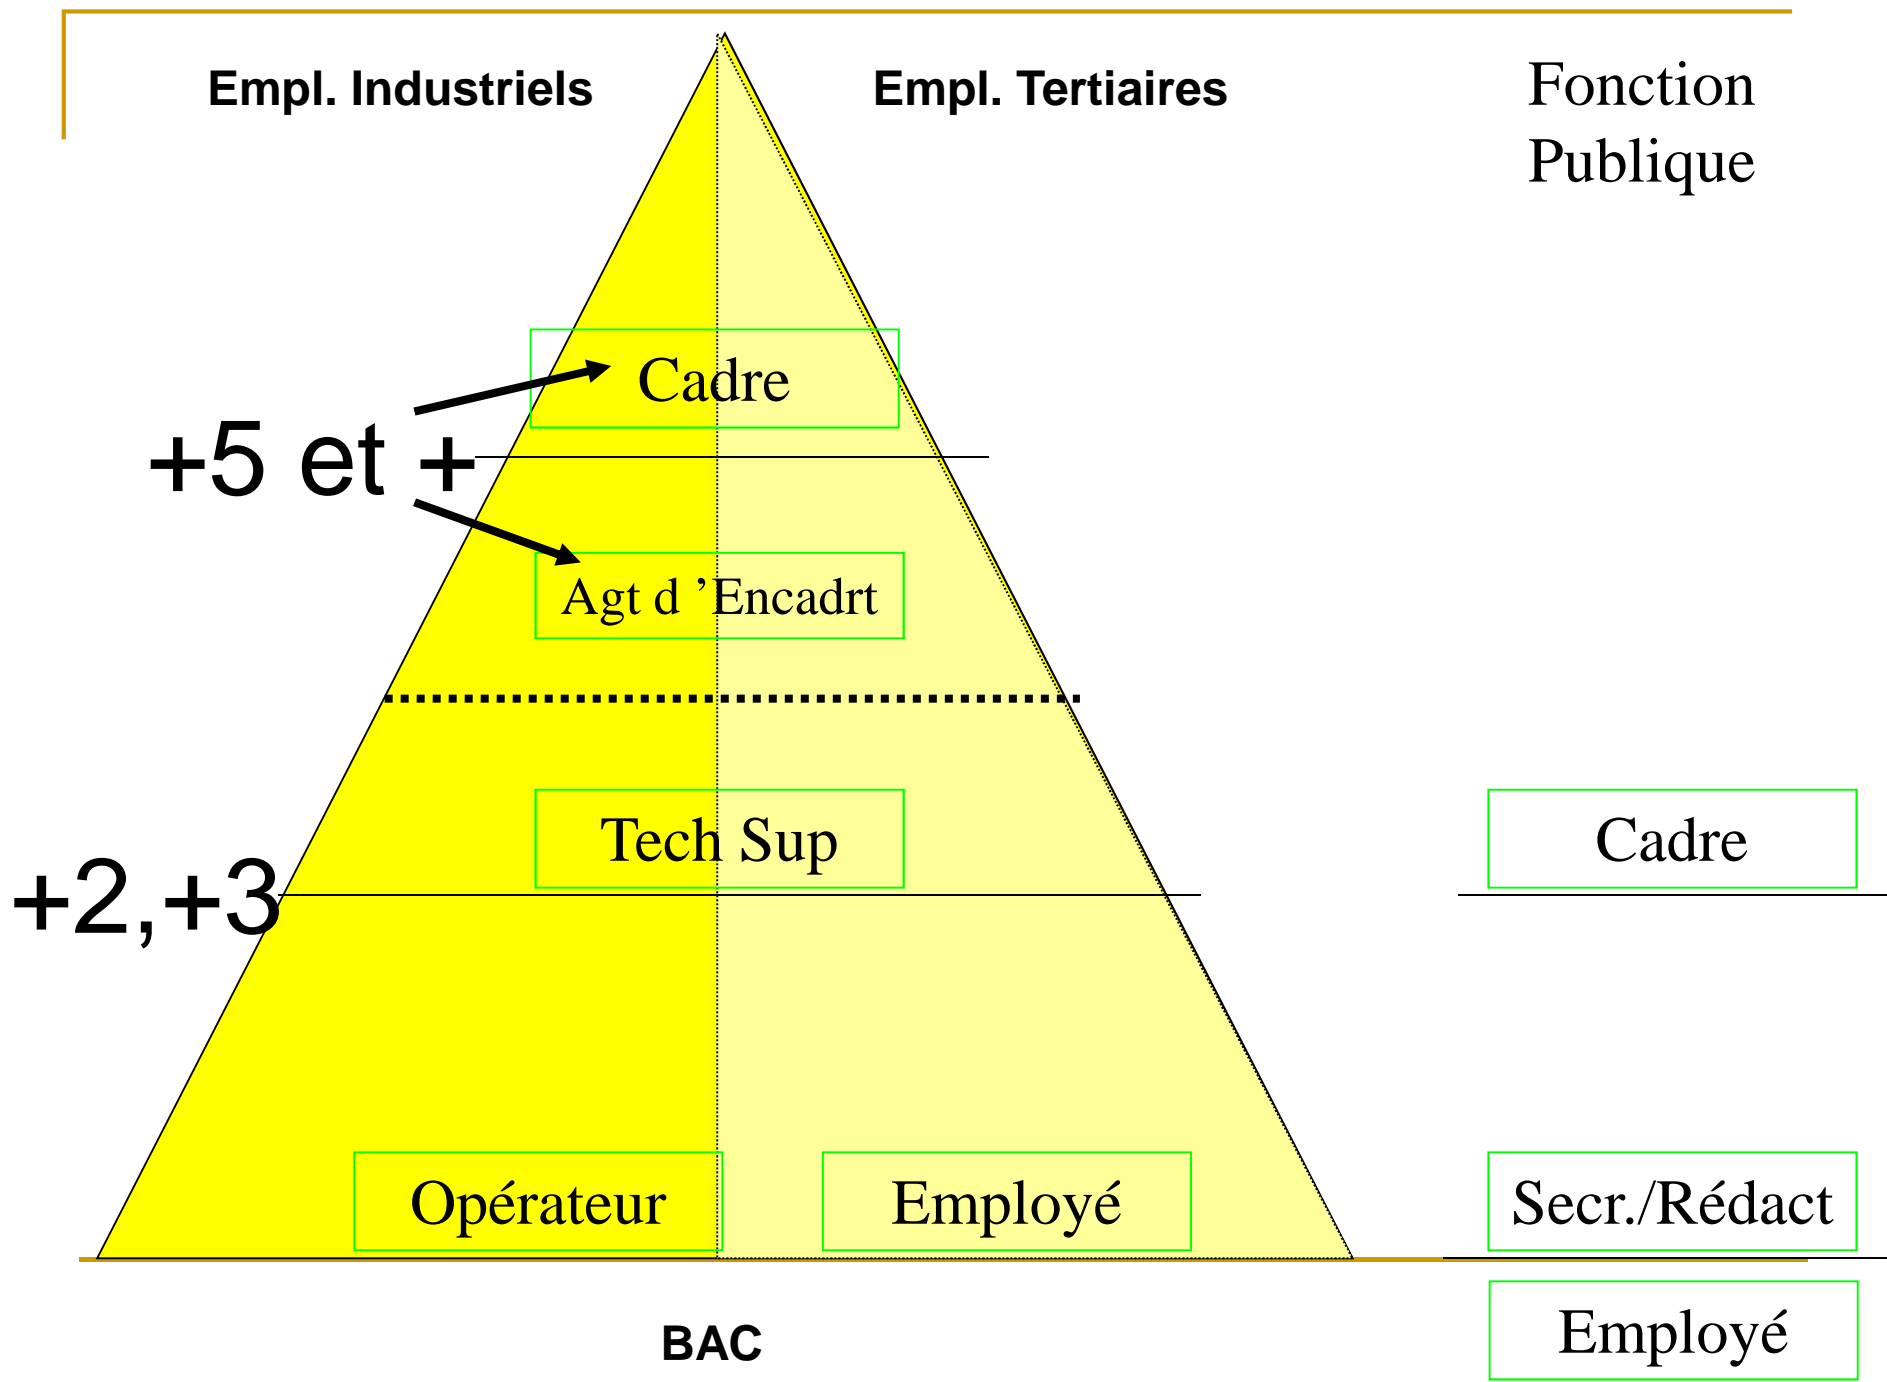 Empl. Industriels
Empl. Tertiaires
Fonction
Publique
Cadre
+5 et +
Agt d ’Encadrt
Tech Sup
Cadre
+2,+3
Opérateur
Employé
Secr./Rédact
Employé
BAC